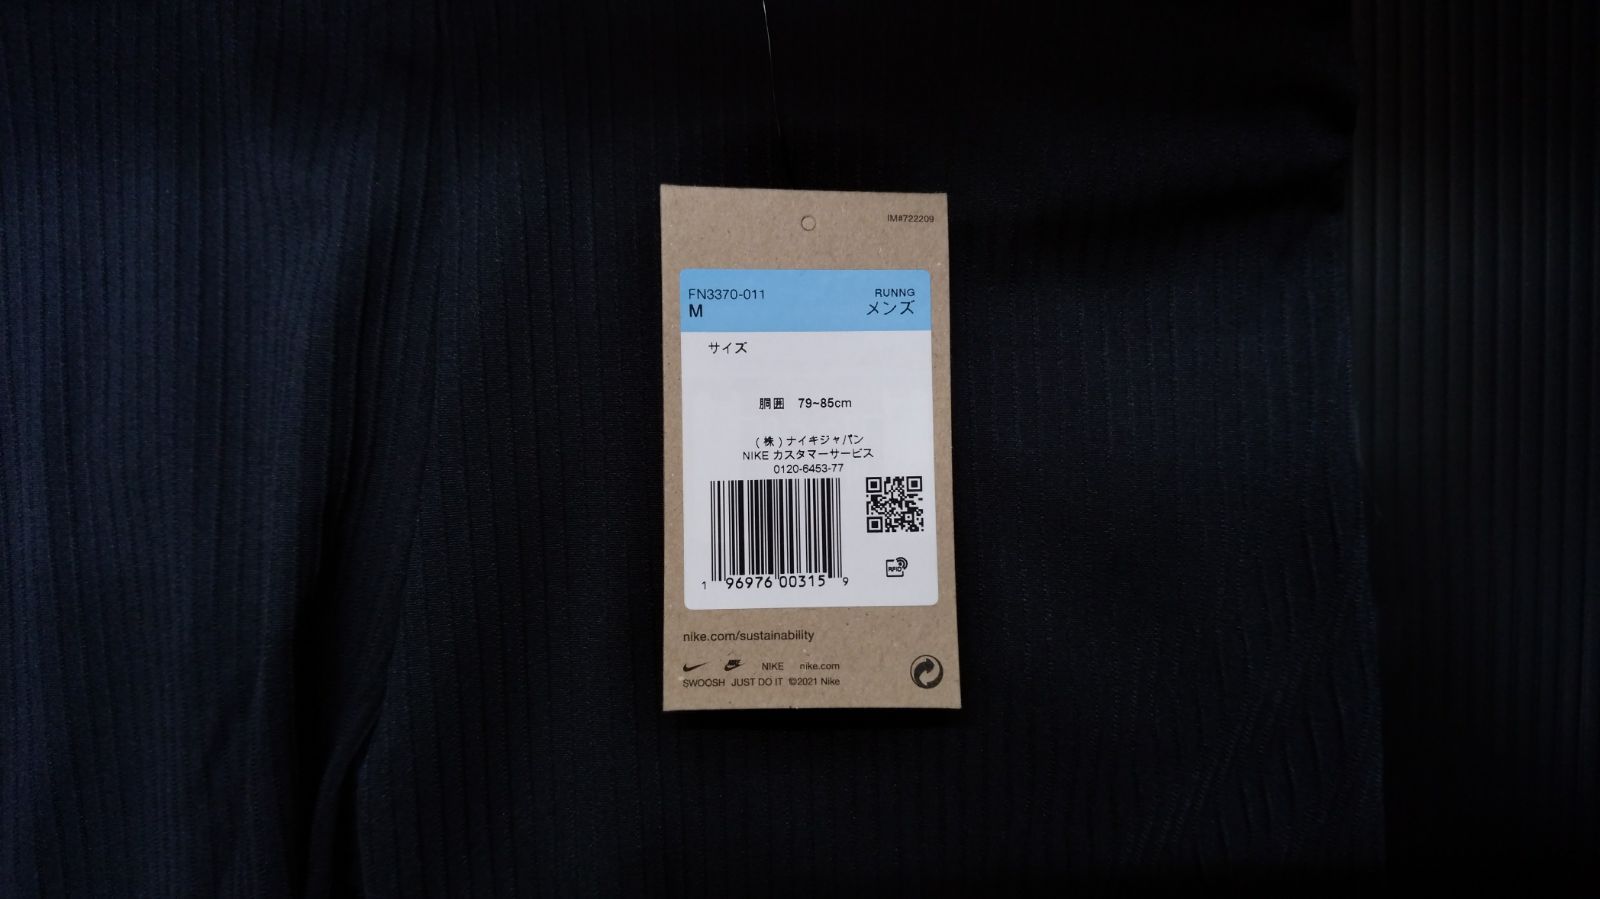 IM#722209
FN3370-011
RUNNG
M
メンズ
サイズ
胴囲 79~85cm
(株)ナイキジャパン
NIKE カスタマーサービス
0120-6453-77
1 96976 00315 9
RFID
nike.com/sustainability
NIKE nike.com
SWOOSH JUST DO IT ©2021 Nike